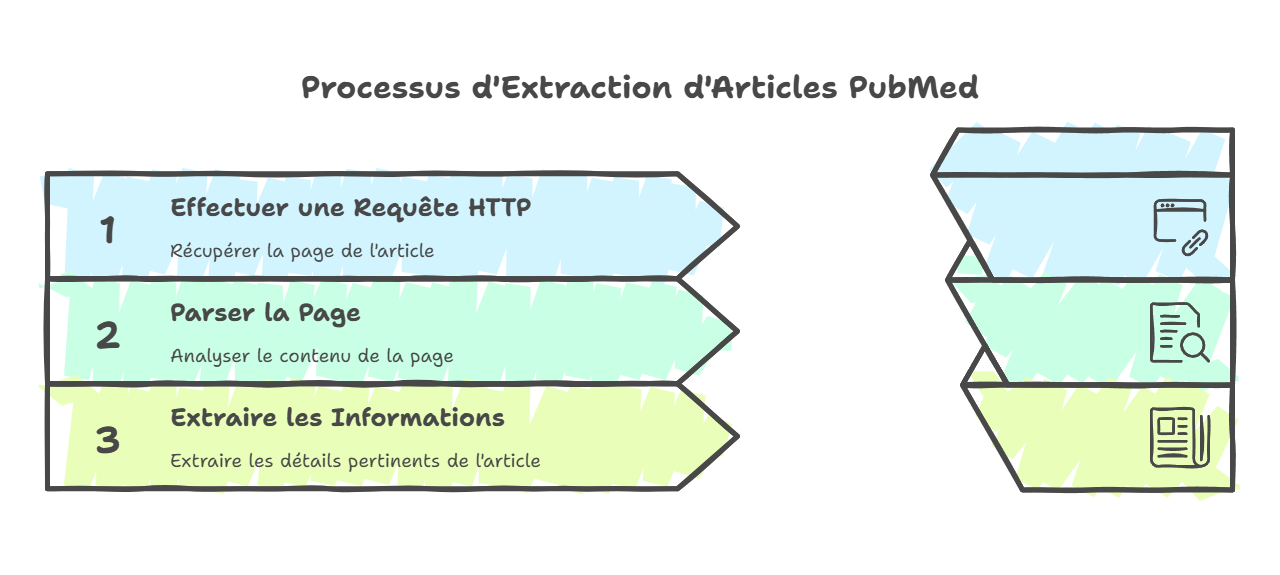 Processus d'Extraction d'Articles PubMed
1
Effectuer une Requête HTTP
Récupérer la page de l'article
2
Parser la Page
Analyser le contenu de la page
3
Extraire les Informations
Extraire les détails pertinents de l'article